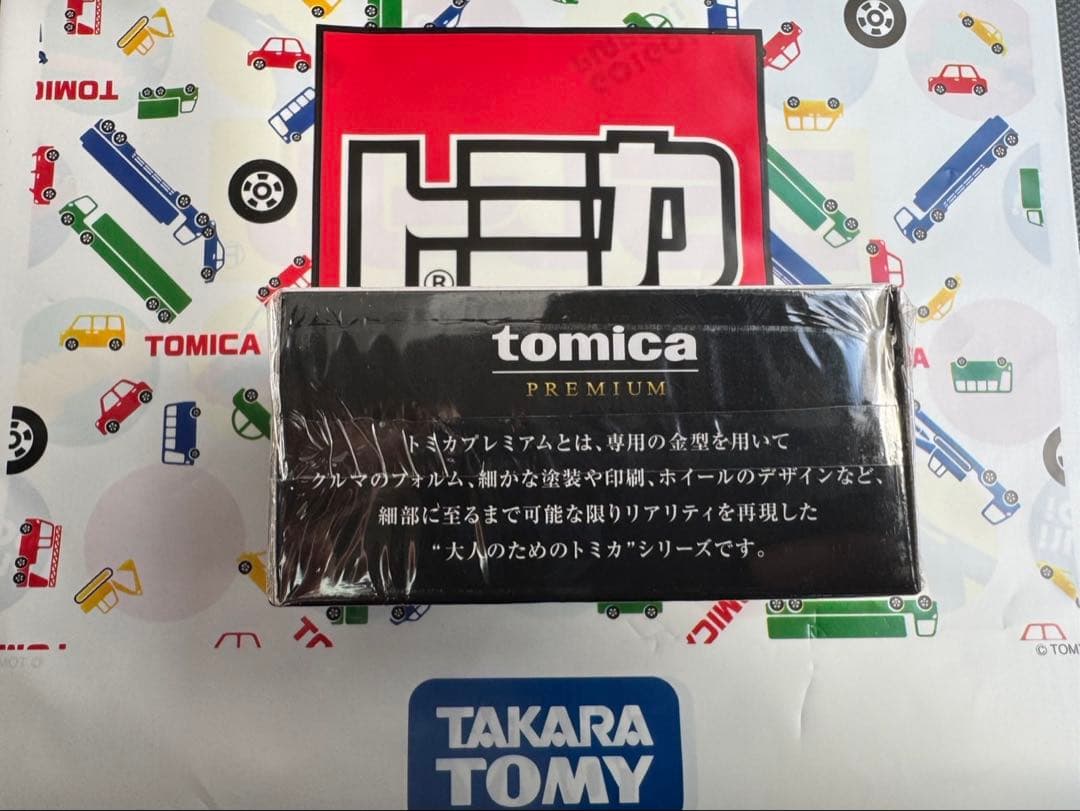 TOMICA
トミカ
®
TOMICA
tomica
PREMIUM
トミカプレミアムとは、専用の金型を用いて
クルマのフォルム、細かな塗装や印刷、ホイールのデザインなど、
細部に至るまで可能な限りリアリティを再現した
“大人のためのトミカ”シリーズです。
© TOMY
TAKARA
TOMY